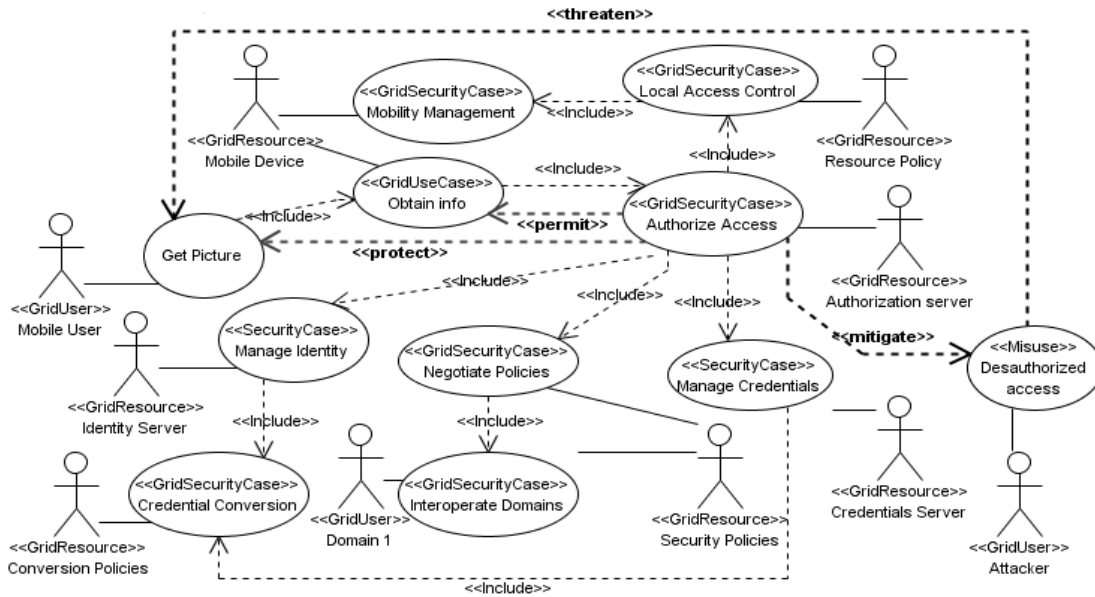 <<threaten>>
<<GridSecurityCase>>
Mobility Management
<<GridSecurityCase>>
Local Access Control
<<Include>>
<<GridResource>>
Mobile Device
<<GridResource>>
Resource Policy
<<Include>>
<<GridUseCase>>
Obtain info
<<Include>>
<<GridSecurityCase>>
Authorize Access
<<Include>>
<<permit>>
<<protect>>
Get Picture
<<GridUser>>
Mobile User
<<GridResource>>
Authorization server
<<Include>>
<<Include>>
<<Include>>
<<mitigate>>
<<SecurityCase>>
Manage Identity
<<GridSecurityCase>>
Negotiate Policies
<<SecurityCase>>
Manage Credentials
<<Misuse>>
Desauthorized
access
<<GridResource>>
Identity Server
<<Include>>
<<Include>>
<<GridSecurityCase>>
Credential Conversion
<<GridUser>>
Domain 1
<<GridSecurityCase>>
Interoperate Domains
<<GridResource>>
Security Policies
<<GridResource>>
Credentials Server
<<GridResource>>
Conversion Policies
<<GridUser>>
Attacker
<<Include>>